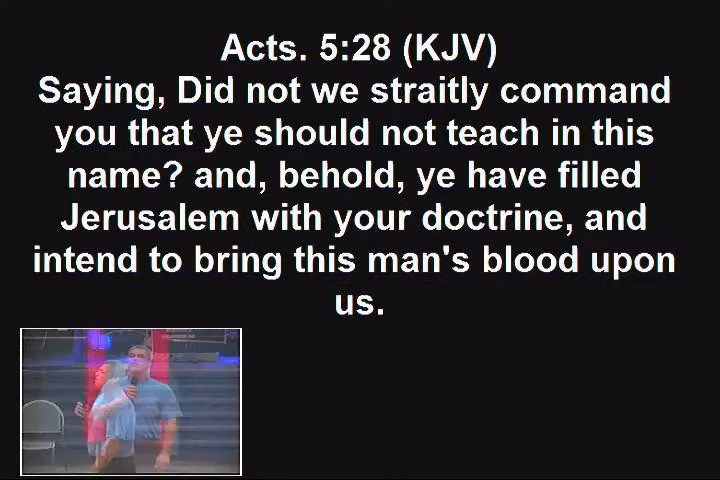 Acts. 5:28 (KJV)
Saying, Did not we straitly command
you that ye should not teach in this
name? and, behold, ye have filled
Jerusalem with your doctrine, and
intend to bring this man's blood upon
us.